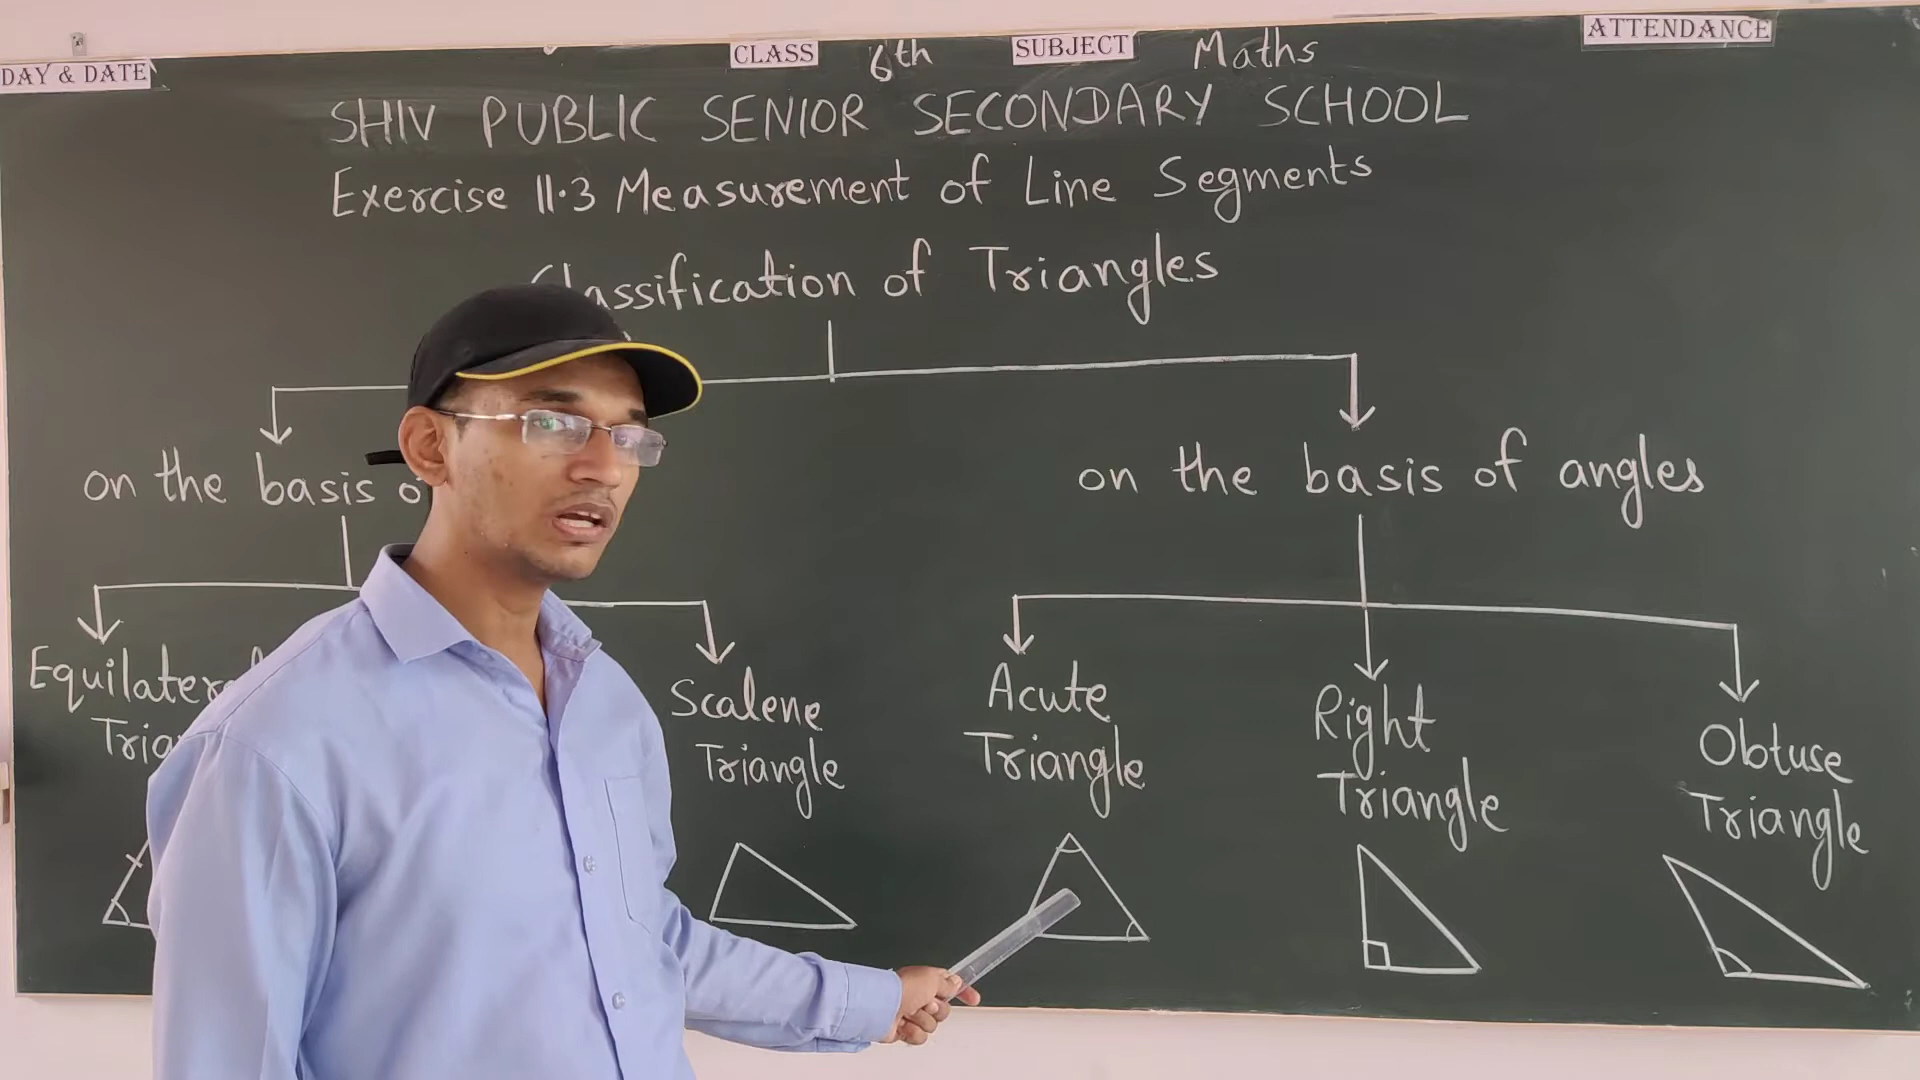 DAY & DATE CLASS 6th SUBJECT Maths ATTENDANCE
SHIV PUBLIC SENIOR SECONDARY SCHOOL
Exercise 11.3 Measurement of Line Segments
Classification of Triangles
on the basis
on the basis of angles
Scalene
Triangle
Acute
Triangle
Right
Triangle
Obtuse
Triangle